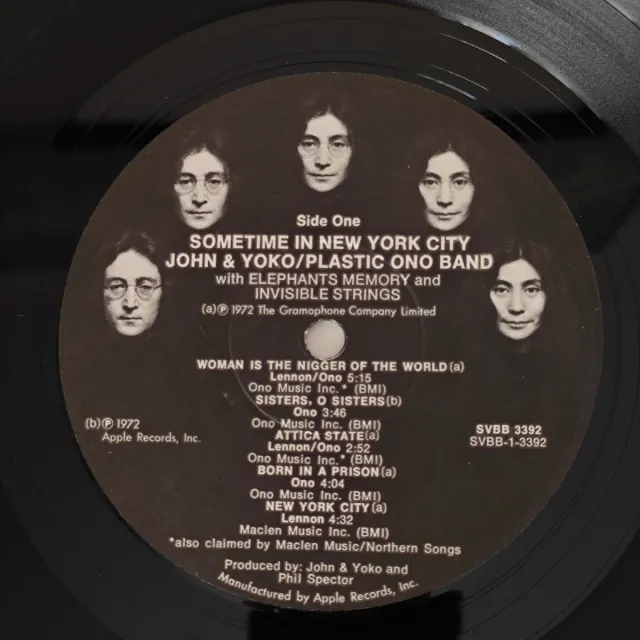 Side One
SOMETIME IN NEW YORK CITY
JOHN & YOKO/PLASTIC ONO BAND
with ELEPHANTS MEMORY and
INVISIBLE STRINGS
(a)Ⓟ 1972 The Gramophone Company Limited
WOMAN IS THE NIGGER OF THE WORLD(a)
Lennon/Ono 5:15
Ono Music Inc.* (BMI)
SISTERS, O SISTERS(b)
Ono 3:46
Ono Music Inc. (BMI)
ATTICA STATE(a)
Lennon/Ono 2:52
Ono Music Inc.* (BMI)
BORN IN A PRISON(a)
Ono 4:04
Ono Music Inc. (BMI)
NEW YORK CITY(a)
Lennon 4:32
Maclen Music Inc. (BMI)
*also claimed by Maclen Music/Northern Songs
(b)Ⓟ 1972
Apple Records, Inc.
SVBB 3392
SVBB-1-3392
Produced by: John & Yoko and
Phil Spector
Manufactured by Apple Records, Inc.